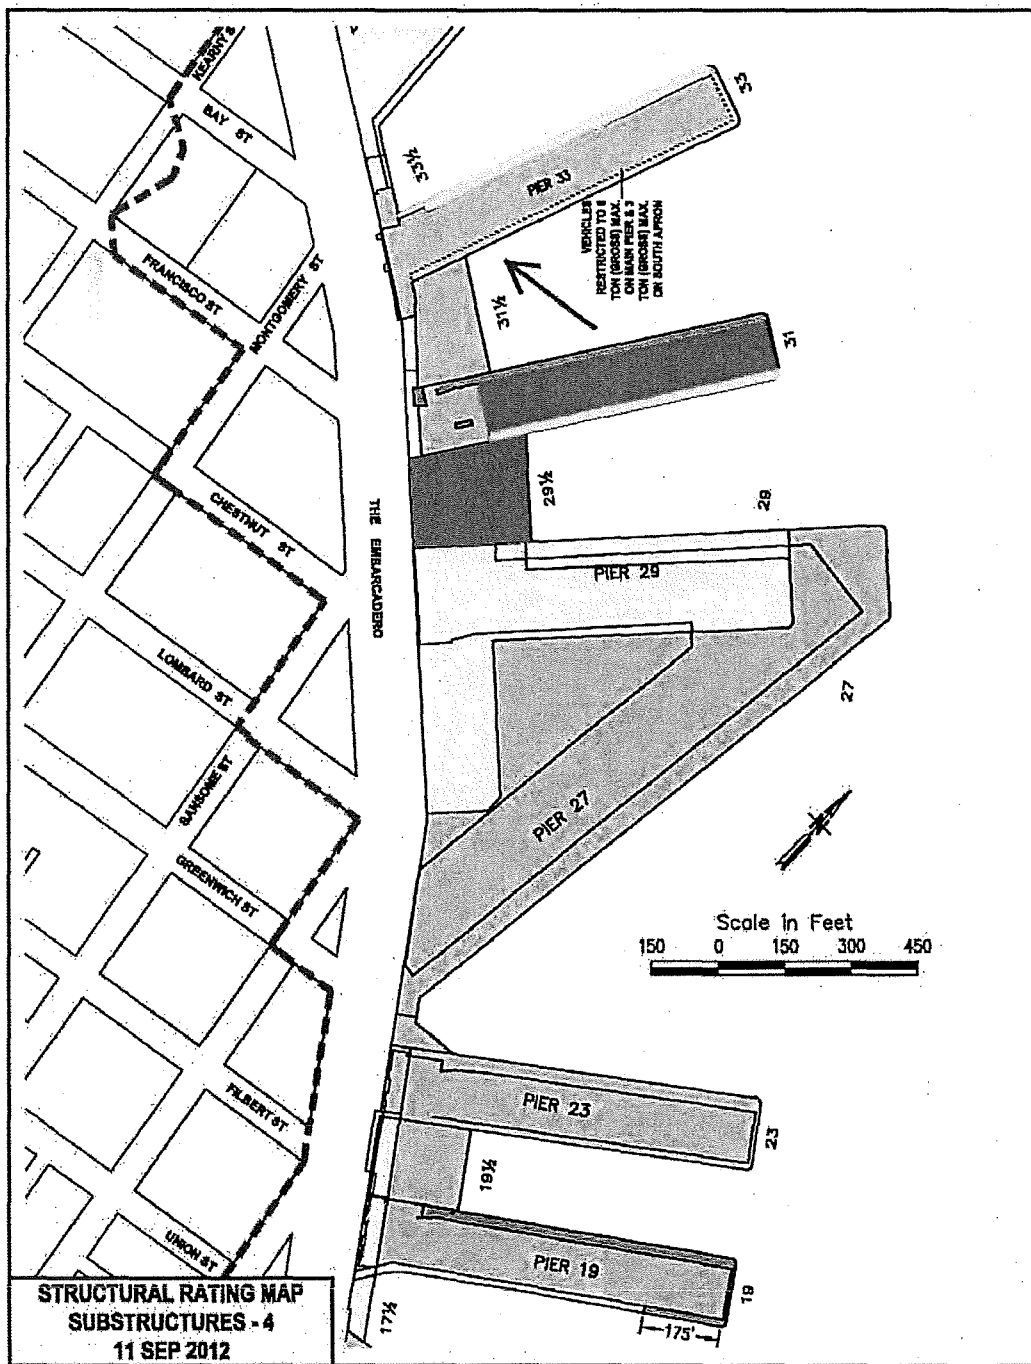 KEARNY S
BAY ST
33½
33
PIER 33
VEHICLES
RESTRICTED TO 8
TON (GROSS) MAX.
ON MAIN PIER & 3
TON (GROSS) MAX.
ON SOUTH APRON
FRANCISCO ST
MONTGOMERY ST
31½
31
29½
29
CHESTNUT ST
THE EMBARCADERO
PIER 29
LOMBARD ST
27
SANSOME ST
PIER 27
GREENWICH ST
Scale in Feet
150 0 150 300 450
FILBERT ST
PIER 23
23
19½
UNION ST
PIER 19
19
17½
175'
STRUCTURAL RATING MAP
SUBSTRUCTURES - 4
11 SEP 2012